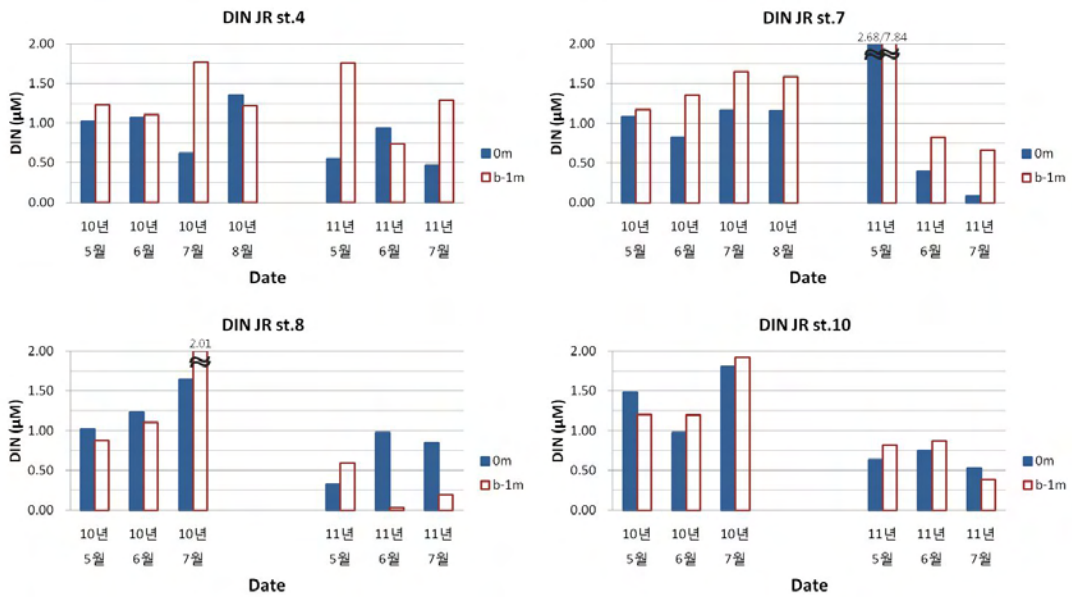 DIN JR st.4
2.00
1.50
1.00
0.50
0.00
DIN (µM)
10년 10년 10년 10년 11년 11년 11년
5월 6월 7월 8월 5월 6월 7월
Date
0m
b-1m
DIN JR st.7
2.68/7.84
2.00
1.50
1.00
0.50
0.00
DIN (µM)
10년 10년 10년 10년 11년 11년 11년
5월 6월 7월 8월 5월 6월 7월
Date
0m
b-1m
DIN JR st.8
2.01
2.00
1.50
1.00
0.50
0.00
DIN (µM)
10년 10년 10년 11년 11년 11년
5월 6월 7월 5월 6월 7월
Date
0m
b-1m
DIN JR st.10
2.00
1.50
1.00
0.50
0.00
DIN (µM)
10년 10년 10년 11년 11년 11년
5월 6월 7월 5월 6월 7월
Date
0m
b-1m